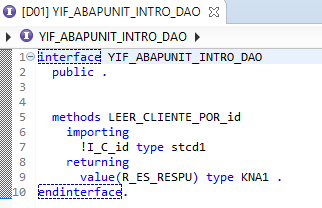 [D01] YIF_ABAPUNIT_INTRO_DAO
YIF_ABAPUNIT_INTRO_DAO
1 interface YIF_ABAPUNIT_INTRO_DAO
2 public .
3
4
5 methods LEER_CLIENTE_POR_id
6 importing
7 !I_C_id type stcd1
8 returning
9 value(R_ES_RESPU) type KNA1 .
10 endinterface.